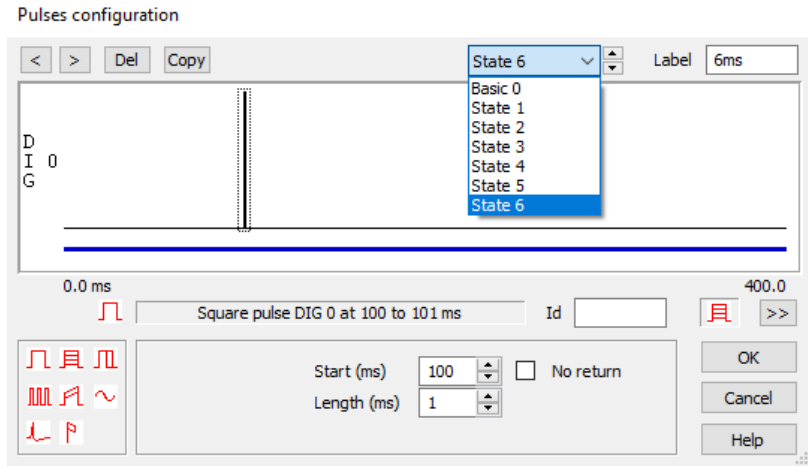 Pulses configuration
< > Del Copy State 6 Label 6ms
Basic 0
State 1
State 2
State 3
State 4
State 5
State 6
D
I 0
G
0.0 ms 400.0
Square pulse DIG 0 at 100 to 101 ms Id >>
Start (ms) 100 No return
Length (ms) 1
OK
Cancel
Help